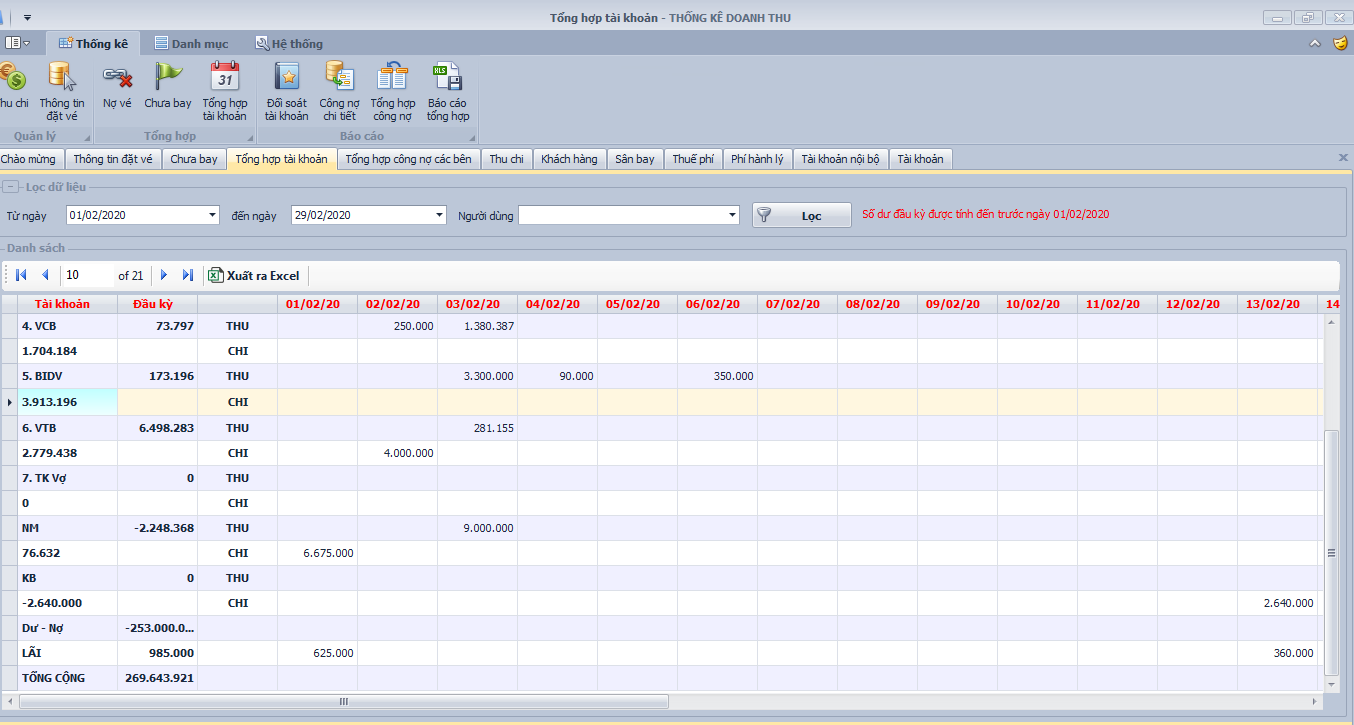 Tổng hợp tài khoản - THỐNG KÊ DOANH THU
Thống kê Danh mục Hệ thống
hu chi Thông tin đặt vé Nợ vé Chưa bay 31 Tổng hợp tài khoản Đối soát tài khoản Công nợ chi tiết Tổng hợp công nợ XLS Báo cáo tổng hợp
Quản lý Tổng hợp Báo cáo
Chào mừng Thông tin đặt vé Chưa bay Tổng hợp tài khoản Tổng hợp công nợ các bên Thu chi Khách hàng Sân bay Thuế phí Phí hành lý Tài khoản nội bộ Tài khoản
Lọc dữ liệu
Từ ngày 01/02/2020 đến ngày 29/02/2020 Người dùng Lọc Số dư đầu kỳ được tính đến trước ngày 01/02/2020
Danh sách
10 of 21 Xuất ra Excel
Tài khoản Đầu kỳ 01/02/20 02/02/20 03/02/20 04/02/20 05/02/20 06/02/20 07/02/20 08/02/20 09/02/20 10/02/20 11/02/20 12/02/20 13/02/20 14
4. VCB 73.797 THU 250.000 1.380.387
1.704.184 CHI
5. BIDV 173.196 THU 3.300.000 90.000 350.000
3.913.196 CHI
6. VTB 6.498.283 THU 281.155
2.779.438 CHI 4.000.000
7. TK Vợ 0 THU
0 CHI
NM -2.248.368 THU 9.000.000
76.632 CHI 6.675.000
KB 0 THU
-2.640.000 CHI 2.640.000
Dư - Nợ -253.000.0...
LÃI 985.000 625.000 360.000
TỔNG CỘNG 269.643.921